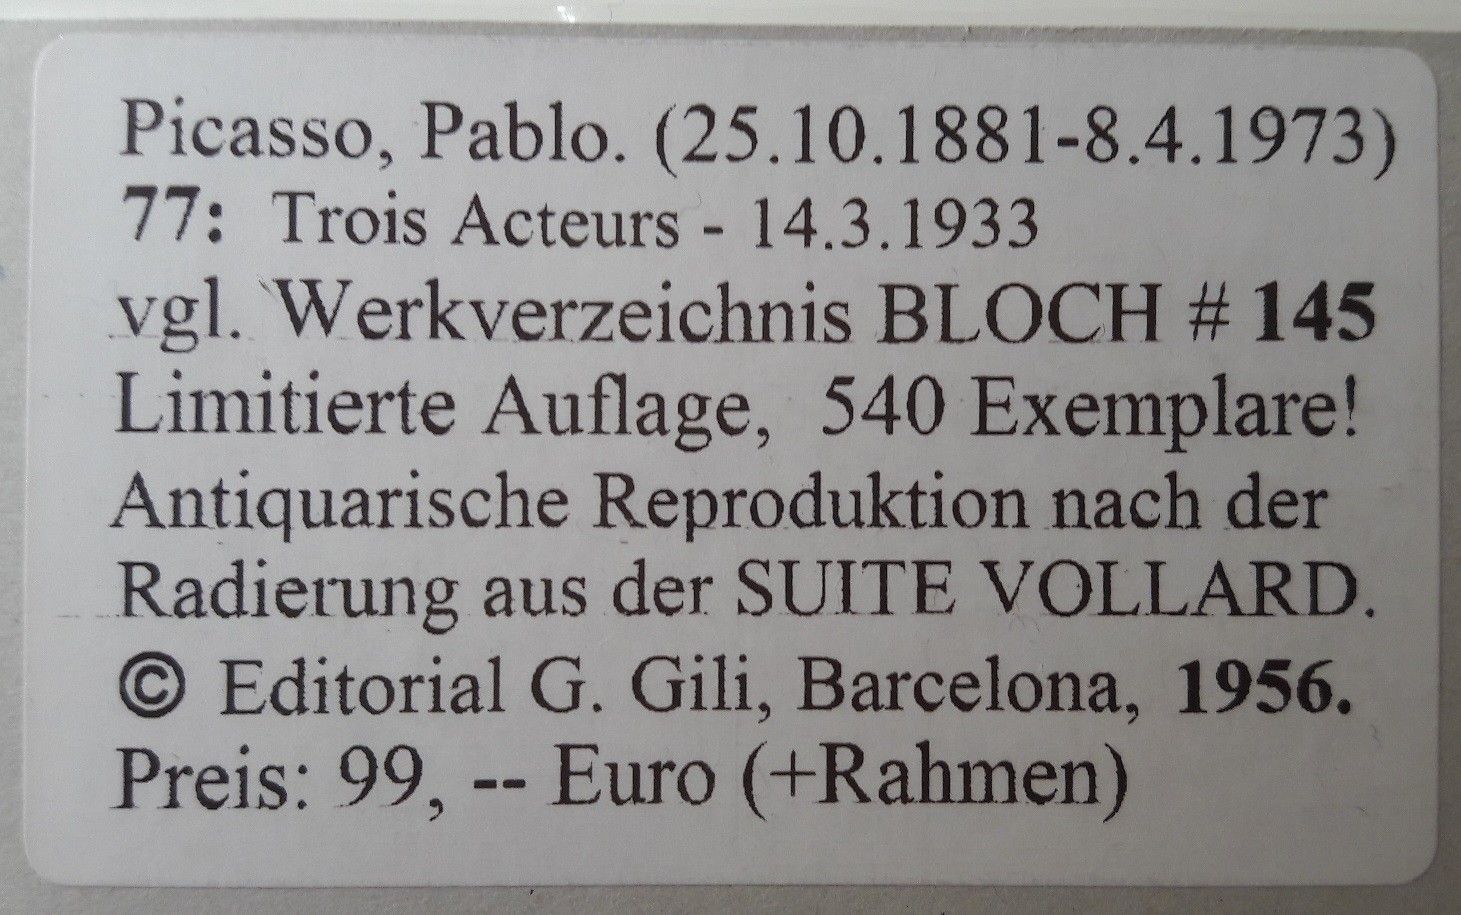 Picasso, Pablo. (25.10.1881-8.4.1973)
77: Trois Acteurs - 14.3.1933
vgl. Werkverzeichnis BLOCH # 145
Limitierte Auflage, 540 Exemplare!
Antiquarische Reproduktion nach der
Radierung aus der SUITE VOLLARD.
© Editorial G. Gili, Barcelona, 1956.
Preis: 99, -- Euro (+Rahmen)